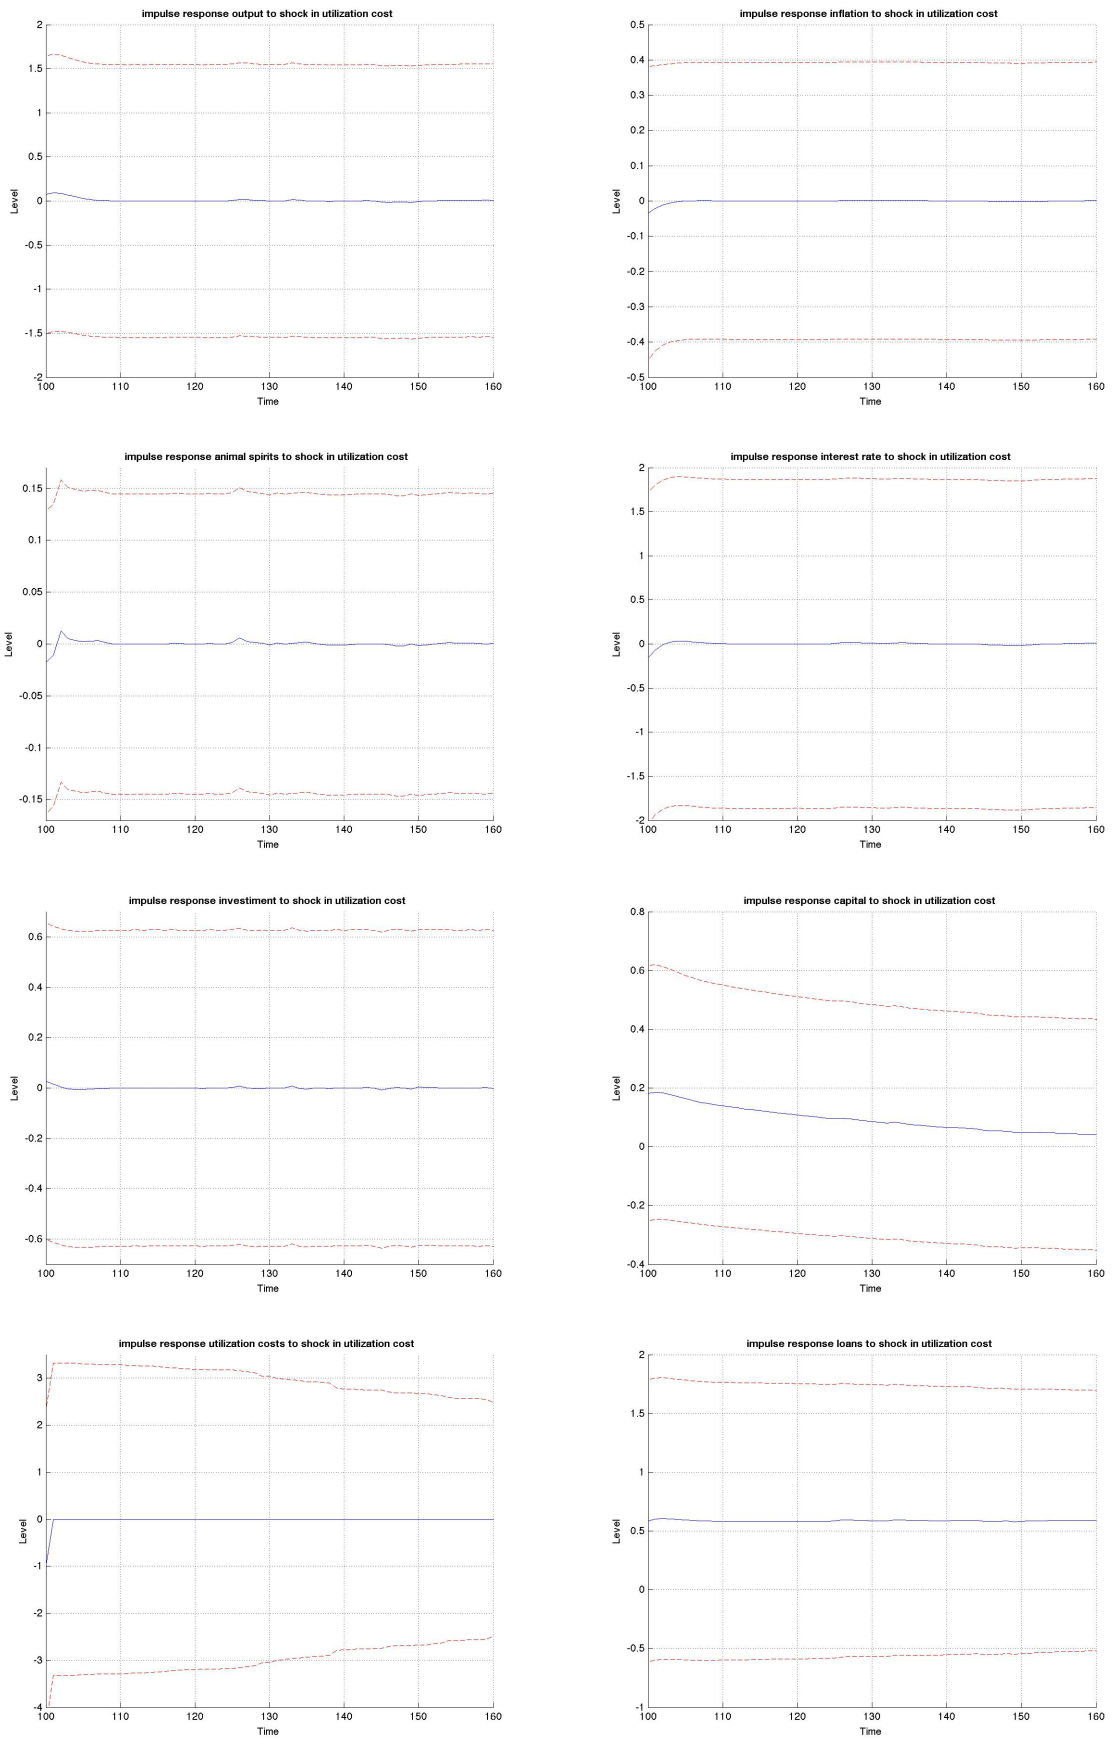 impulse response output to shock in utilization cost
2
1.5
1
0.5
0
-0.5
-1
-1.5
-2
Level
100 110 120 130 140 150 160
Time
impulse response inflation to shock in utilization cost
0.5
0.4
0.3
0.2
0.1
0
-0.1
-0.2
-0.3
-0.4
-0.5
Level
100 110 120 130 140 150 160
Time
impulse response animal spirits to shock in utilization cost
0.15
0.1
0.05
0
-0.05
-0.1
-0.15
Level
100 110 120 130 140 150 160
Time
impulse response interest rate to shock in utilization cost
2
1.5
1
0.5
0
-0.5
-1
-1.5
-2
Level
100 110 120 130 140 150 160
Time
impulse response investiment to shock in utilization cost
0.6
0.4
0.2
0
-0.2
-0.4
-0.6
Level
100 110 120 130 140 150 160
Time
impulse response capital to shock in utilization cost
0.8
0.6
0.4
0.2
0
-0.2
-0.4
Level
100 110 120 130 140 150 160
Time
impulse response utilization costs to shock in utilization cost
3
2
1
0
-1
-2
-3
-4
Level
100 110 120 130 140 150 160
Time
impulse response loans to shock in utilization cost
2
1.5
1
0.5
0
-0.5
-1
Level
100 110 120 130 140 150 160
Time